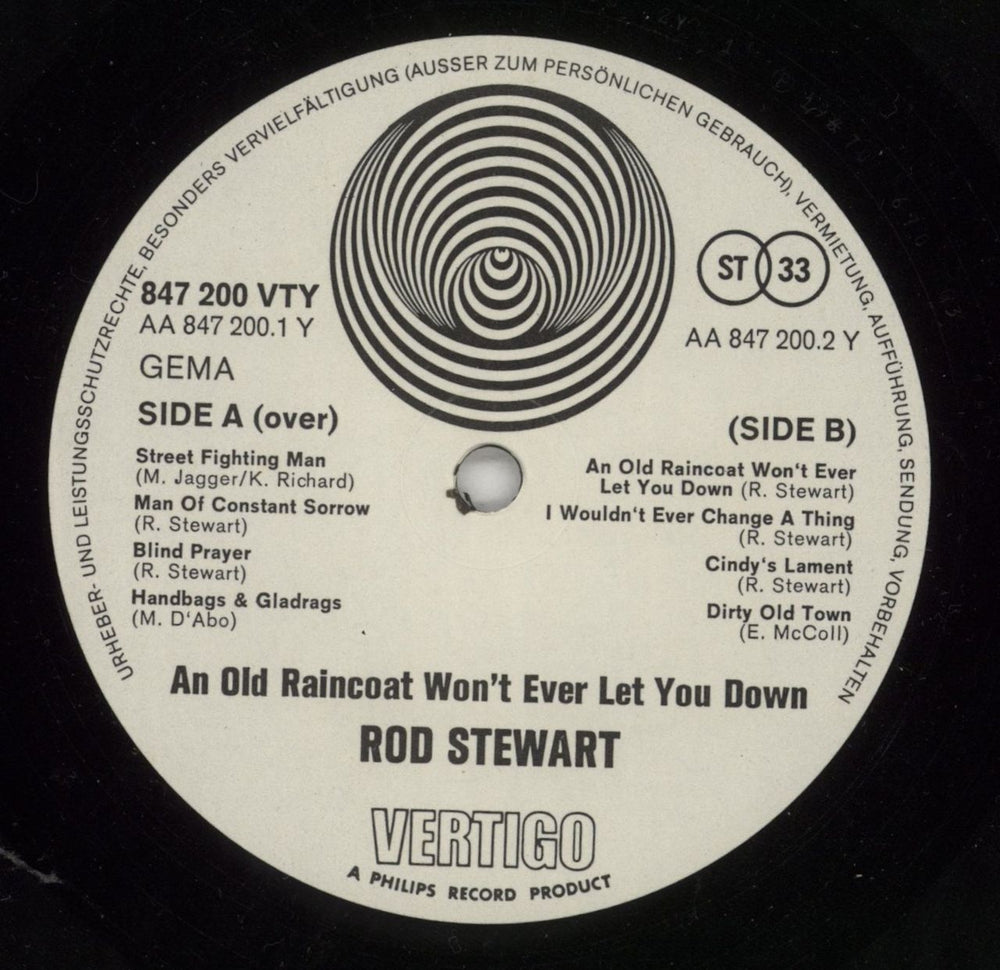 URHEBER- UND LEISTUNGSSCHUTZRECHTE, BESONDERS VERVIELFÄLTIGUNG (AUSSER ZUM PERSÖNLICHEN GEBRAUCH), VERMIETUNG, AUFFÜHRUNG, SENDUNG, VORBEHALTEN
847 200 VTY
AA 847 200.1 Y
GEMA
SIDE A (over)
Street Fighting Man
(M. Jagger/K. Richard)
Man Of Constant Sorrow
(R. Stewart)
Blind Prayer
(R. Stewart)
Handbags & Gladrags
(M. D'Abo)
ST 33
AA 847 200.2 Y
(SIDE B)
An Old Raincoat Won't Ever
Let You Down (R. Stewart)
I Wouldn't Ever Change A Thing
(R. Stewart)
Cindy's Lament
(R. Stewart)
Dirty Old Town
(E. McColl)
An Old Raincoat Won't Ever Let You Down
ROD STEWART
VERTIGO
A PHILIPS RECORD PRODUCT